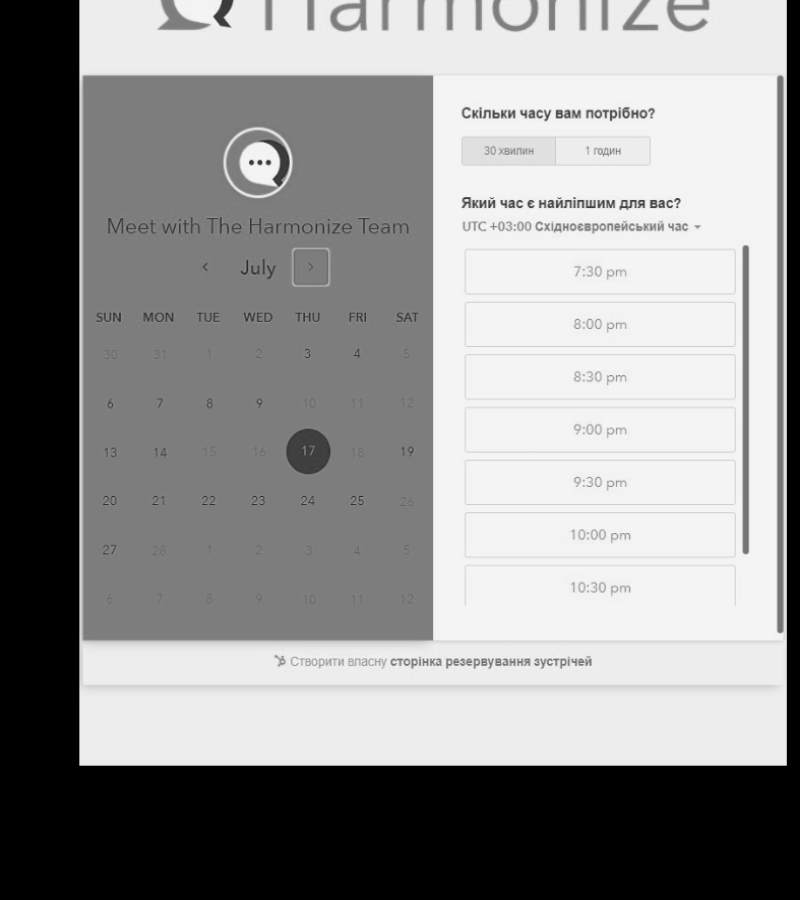 Harmonize
Meet with The Harmonize Team
July
SUN MON TUE WED THU FRI SAT
30 31 1 2 3 4 5
6 7 8 9 10 11 12
13 14 15 16 17 18 19
20 21 22 23 24 25 26
27 28 1 2 3 4 5
6 7 8 9 10 11 12
Скільки часу вам потрібно?
30 хвилин 1 годин
Який час є найліпшим для вас?
UTC +03:00 Східноєвропейський час
7:30 pm
8:00 pm
8:30 pm
9:00 pm
9:30 pm
10:00 pm
10:30 pm
Створити власну сторінка резервування зустрічей